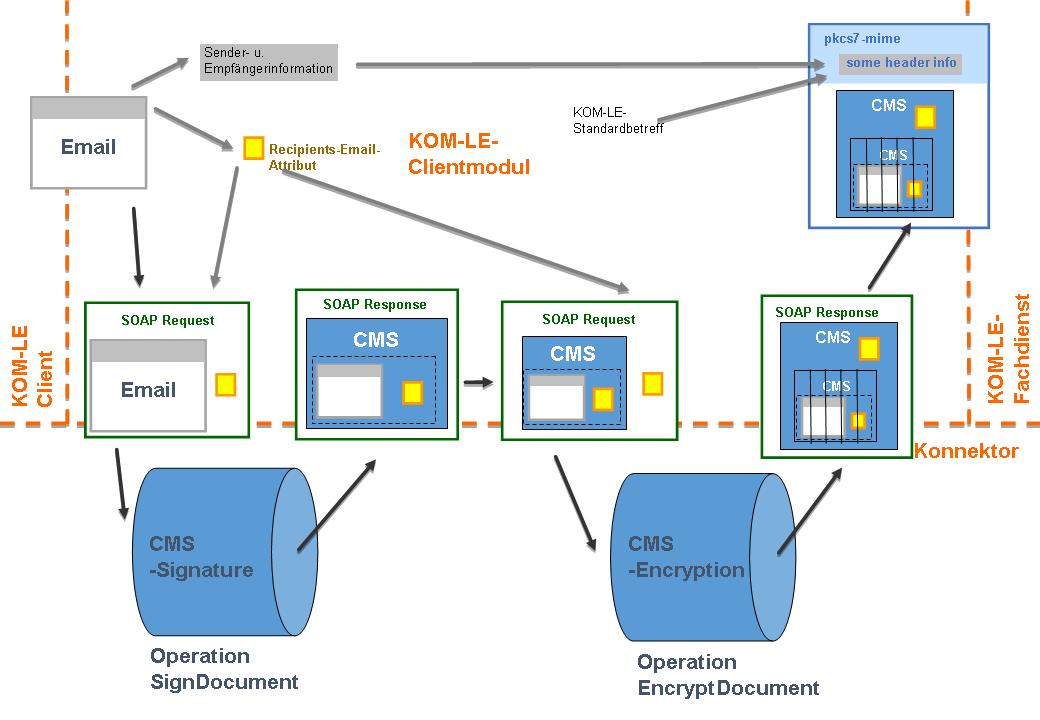 pkcs7-mime
some header info
Sender- u.
Empfängerinformation
CMS
CMS
KOM-LE-
Standardbetreff
Email
Recipients-Email-
Attribut
KOM-LE-
Clientmodul
SOAP Request
Email
SOAP Response
CMS
SOAP Request
CMS
SOAP Response
CMS
CMS
KOM-LE
Client
KOM-LE-
Fachdienst
Konnektor
CMS
-Signature
CMS
-Encryption
Operation
SignDocument
Operation
EncryptDocument